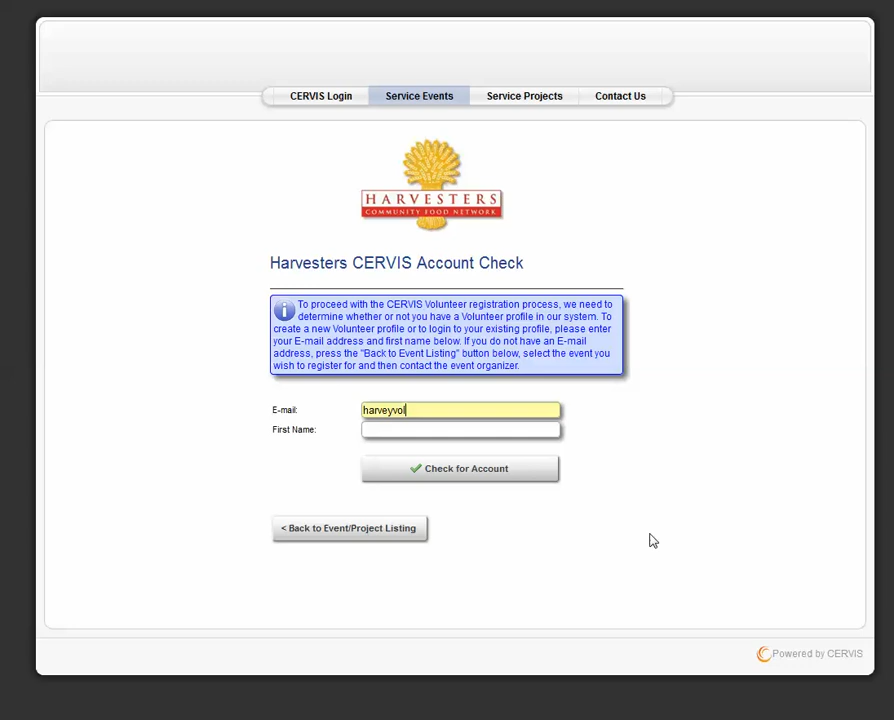 CERVIS Login Service Events Service Projects Contact Us
HARVESTERS
COMMUNITY FOOD NETWORK
Harvesters CERVIS Account Check
To proceed with the CERVIS Volunteer registration process, we need to
determine whether or not you have a Volunteer profile in our system. To
create a new Volunteer profile or to login to your existing profile, please enter
your E-mail address and first name below. If you do not have an E-mail
address, press the "Back to Event Listing" button below, select the event you
wish to register for and then contact the event organizer.
E-mail: harveyvol
First Name:
Check for Account
< Back to Event/Project Listing
Powered by CERVIS